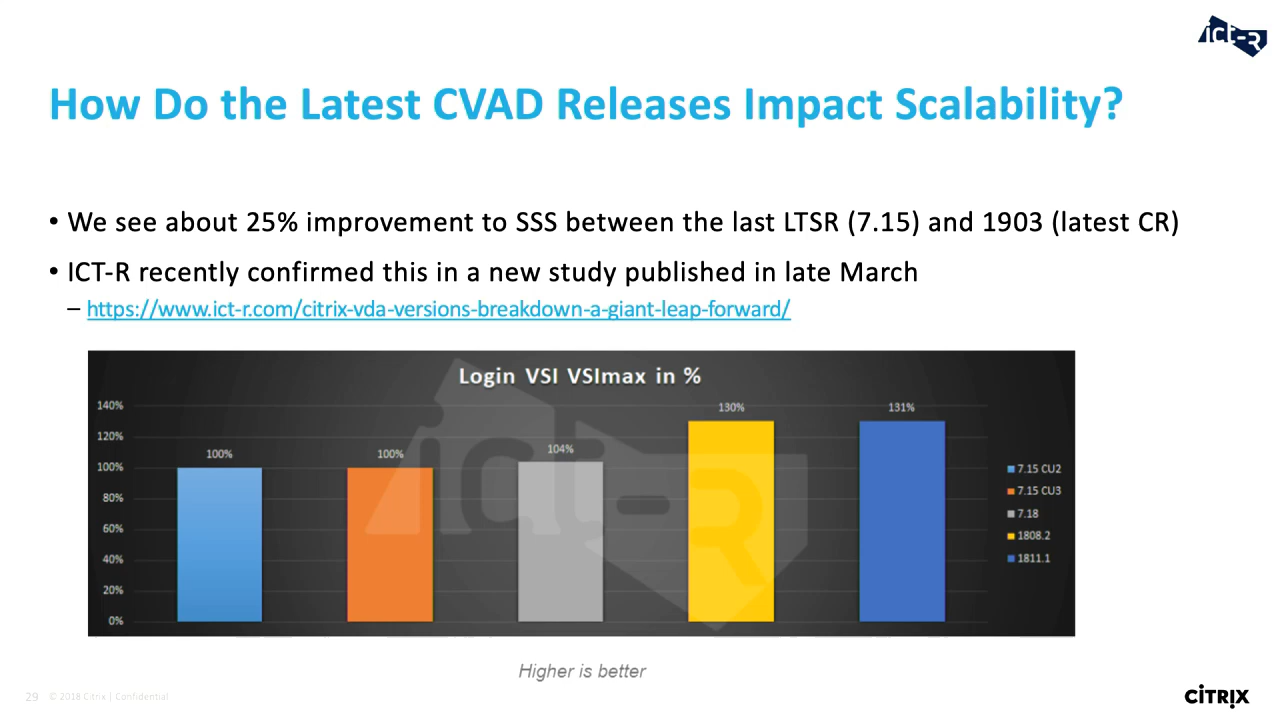 ict-R
How Do the Latest CVAD Releases Impact Scalability?
• We see about 25% improvement to SSS between the last LTSR (7.15) and 1903 (latest CR)
• ICT-R recently confirmed this in a new study published in late March
– https://www.ict-r.com/citrix-vda-versions-breakdown-a-giant-leap-forward/
Login VSI VSImax in %
140%
120%
100%
80%
60%
40%
20%
0%
100%
100%
104%
130%
131%
7.15 CU2
7.15 CU3
7.18
1808.2
1811.1
ict-R
Higher is better
29 © 2018 Citrix | Confidential
CİTRIX